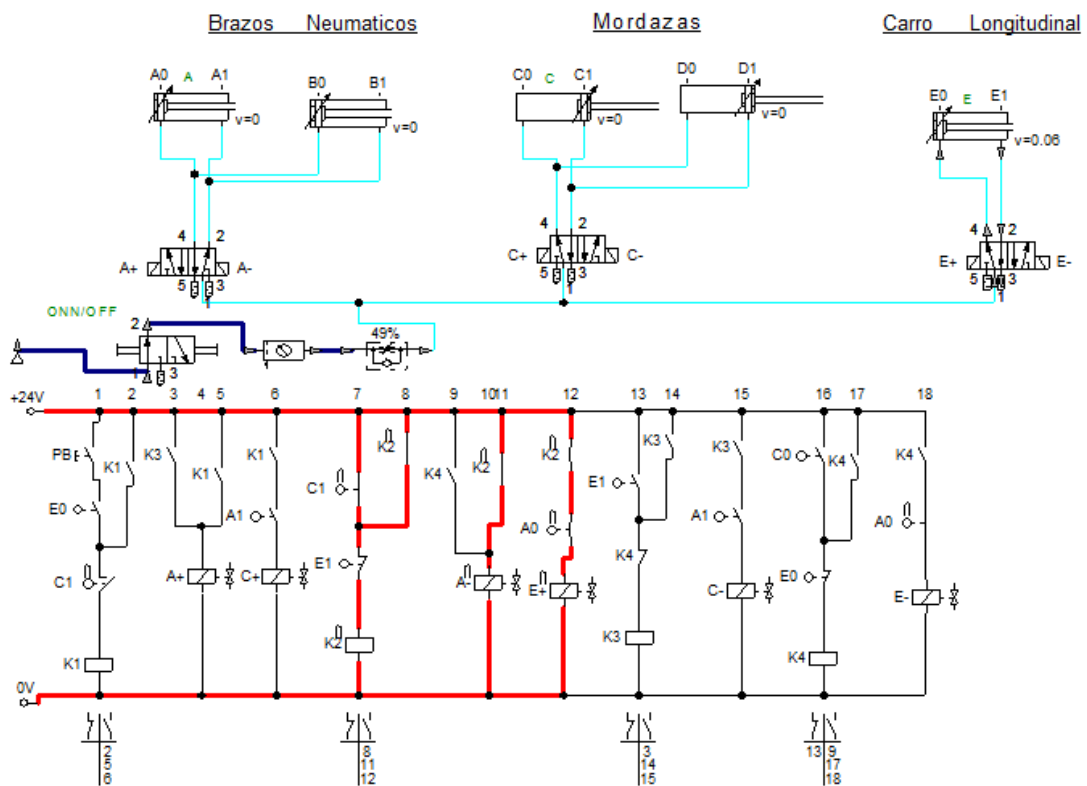 Brazos Neumaticos
Mordazas
Carro Longitudinal
A0 A A1
B0 B1
C0 C C1
D0 D1
E0 E E1
v=0
v=0
v=0
v=0
v=0.06
4 2
4 2
4 2
A+ A-
C+ C-
E+ E-
5 3
1
5 3
1
5 3
1
ONN/OFF
2
1 3
49%
+24V
1 2 3 4 5 6 7 8 9 10 11 12 13 14 15 16 17 18
PB K1 K3 K1 K1 K2 K4 K2 K2 K3 K3 C0 K4 K4
E0 A1 C1 A0 E1 A1 A0
C1 A+ C+ E1 A- E+ K4 C- E0 E-
K1 K2 K3 K4
0V
2
5
6
8
11
12
3
14
15
13 9
17
18